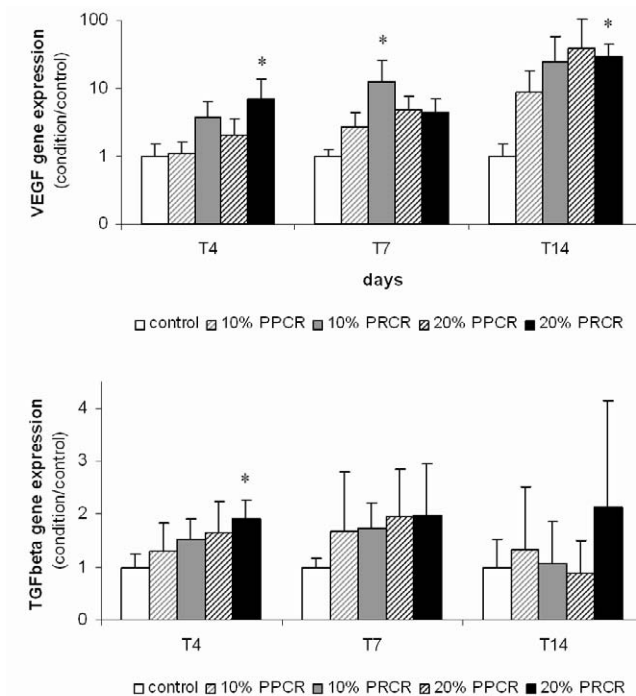 VEGF gene expression
(condition/control)
100
10
1
0
*
*
*
T4
T7
T14
days
control 10% PPCR 10% PRCR 20% PPCR 20% PRCR
TGFbeta gene expression
(condition/control)
4
3
2
1
0
*
T4
T7
T14
control 10% PPCR 10% PRCR 20% PPCR 20% PRCR